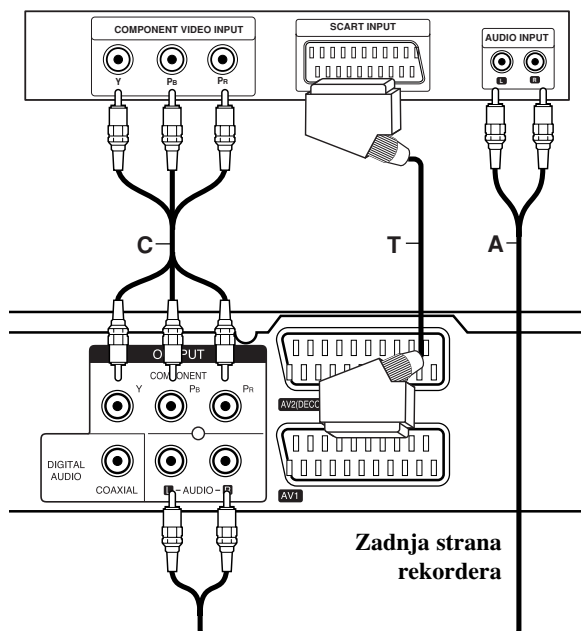 COMPONENT VIDEO INPUT
SCART INPUT
AUDIO INPUT
Y
PB
PR
L
R
C
T
A
COMPONENT
Y
PB
PR
DIGITAL
AUDIO
COAXIAL
AUDIO
R
AV1
Zadnja strana
rekordera